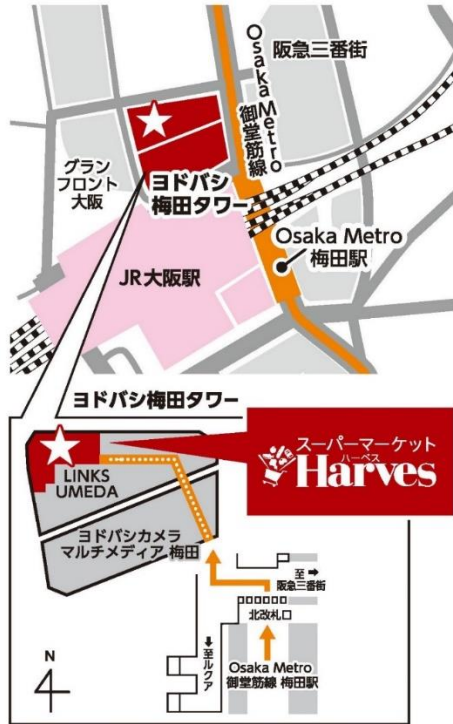 Osaka Metro
御堂筋線
阪急三番街
グラン
フロント
大阪
ヨドバシ
梅田タワー
Osaka Metro
梅田駅
JR大阪駅
ヨドバシ梅田タワー
スーパーマーケット
ハーベス
Harves
LINKS
UMEDA
ヨドバシカメラ
マルチメディア 梅田
至➡
阪急三番街
北改札口
⬇至ルクア
Osaka Metro
御堂筋線 梅田駅
N